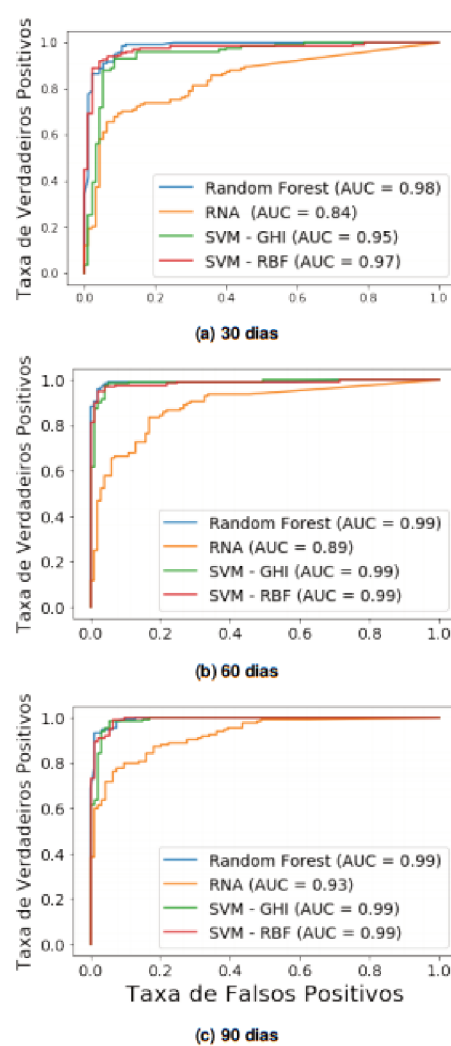 Taxa de Verdadeiros Positivos
1.0
0.8
0.6
0.4
0.2
0.0
Random Forest (AUC = 0.98)
RNA (AUC = 0.84)
SVM - GHI (AUC = 0.95)
SVM - RBF (AUC = 0.97)
0.0 0.2 0.4 0.6 0.8 1.0
(a) 30 dias
Taxa de Verdadeiros Positivos
1.0
0.8
0.6
0.4
0.2
0.0
Random Forest (AUC = 0.99)
RNA (AUC = 0.89)
SVM - GHI (AUC = 0.99)
SVM - RBF (AUC = 0.99)
0.0 0.2 0.4 0.6 0.8 1.0
(b) 60 dias
Taxa de Verdadeiros Positivos
1.0
0.8
0.6
0.4
0.2
0.0
Random Forest (AUC = 0.99)
RNA (AUC = 0.93)
SVM - GHI (AUC = 0.99)
SVM - RBF (AUC = 0.99)
0.0 0.2 0.4 0.6 0.8 1.0
Taxa de Falsos Positivos
(c) 90 dias